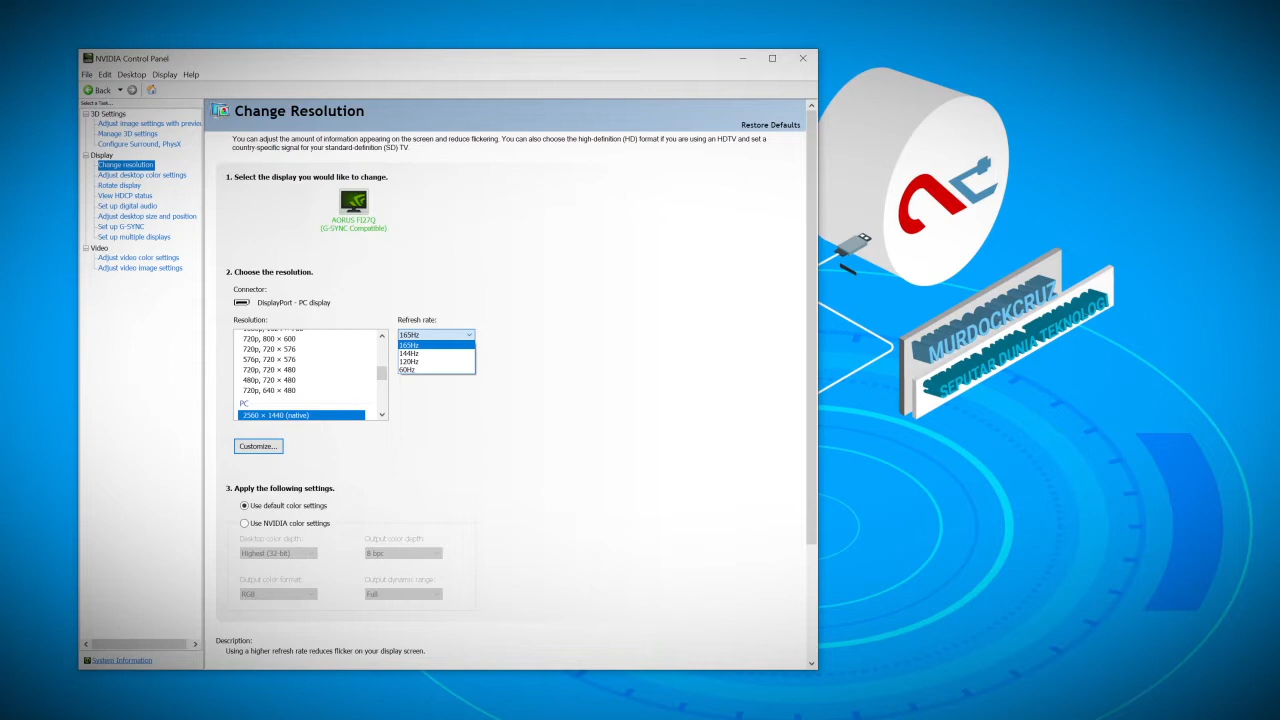 NVIDIA Control Panel
File Edit Desktop Display Help
Back
Select a Task...
3D Settings
Adjust image settings with preview
Manage 3D settings
Configure Surround, PhysX
Display
Change resolution
Adjust desktop color settings
Rotate display
View HDCP status
Set up digital audio
Adjust desktop size and position
Set up G-SYNC
Set up multiple displays
Video
Adjust video color settings
Adjust video image settings
System Information
Change Resolution
Restore Defaults
You can adjust the amount of information appearing on the screen and reduce flickering. You can also choose the high-definition (HD) format if you are using an HDTV and set a
country-specific signal for your standard-definition (SD) TV.
1. Select the display you would like to change.
AORUS FI27Q
(G-SYNC Compatible)
2. Choose the resolution.
Connector:
DisplayPort - PC display
Resolution:
720p, 800 × 600
720p, 720 × 576
576p, 720 × 576
720p, 720 × 480
480p, 720 × 480
720p, 640 × 480
PC
2560 × 1440 (native)
Refresh rate:
165Hz
165Hz
144Hz
120Hz
60Hz
Customize...
3. Apply the following settings.
Use default color settings
Use NVIDIA color settings
Desktop color depth:
Output color depth:
Highest (32-bit)
8 bpc
Output color format:
Output dynamic range:
RGB
Full
Description:
Using a higher refresh rate reduces flicker on your display screen.
MURDOCKCRUZ
SEPUTAR DUNIA TEKNOLOGI